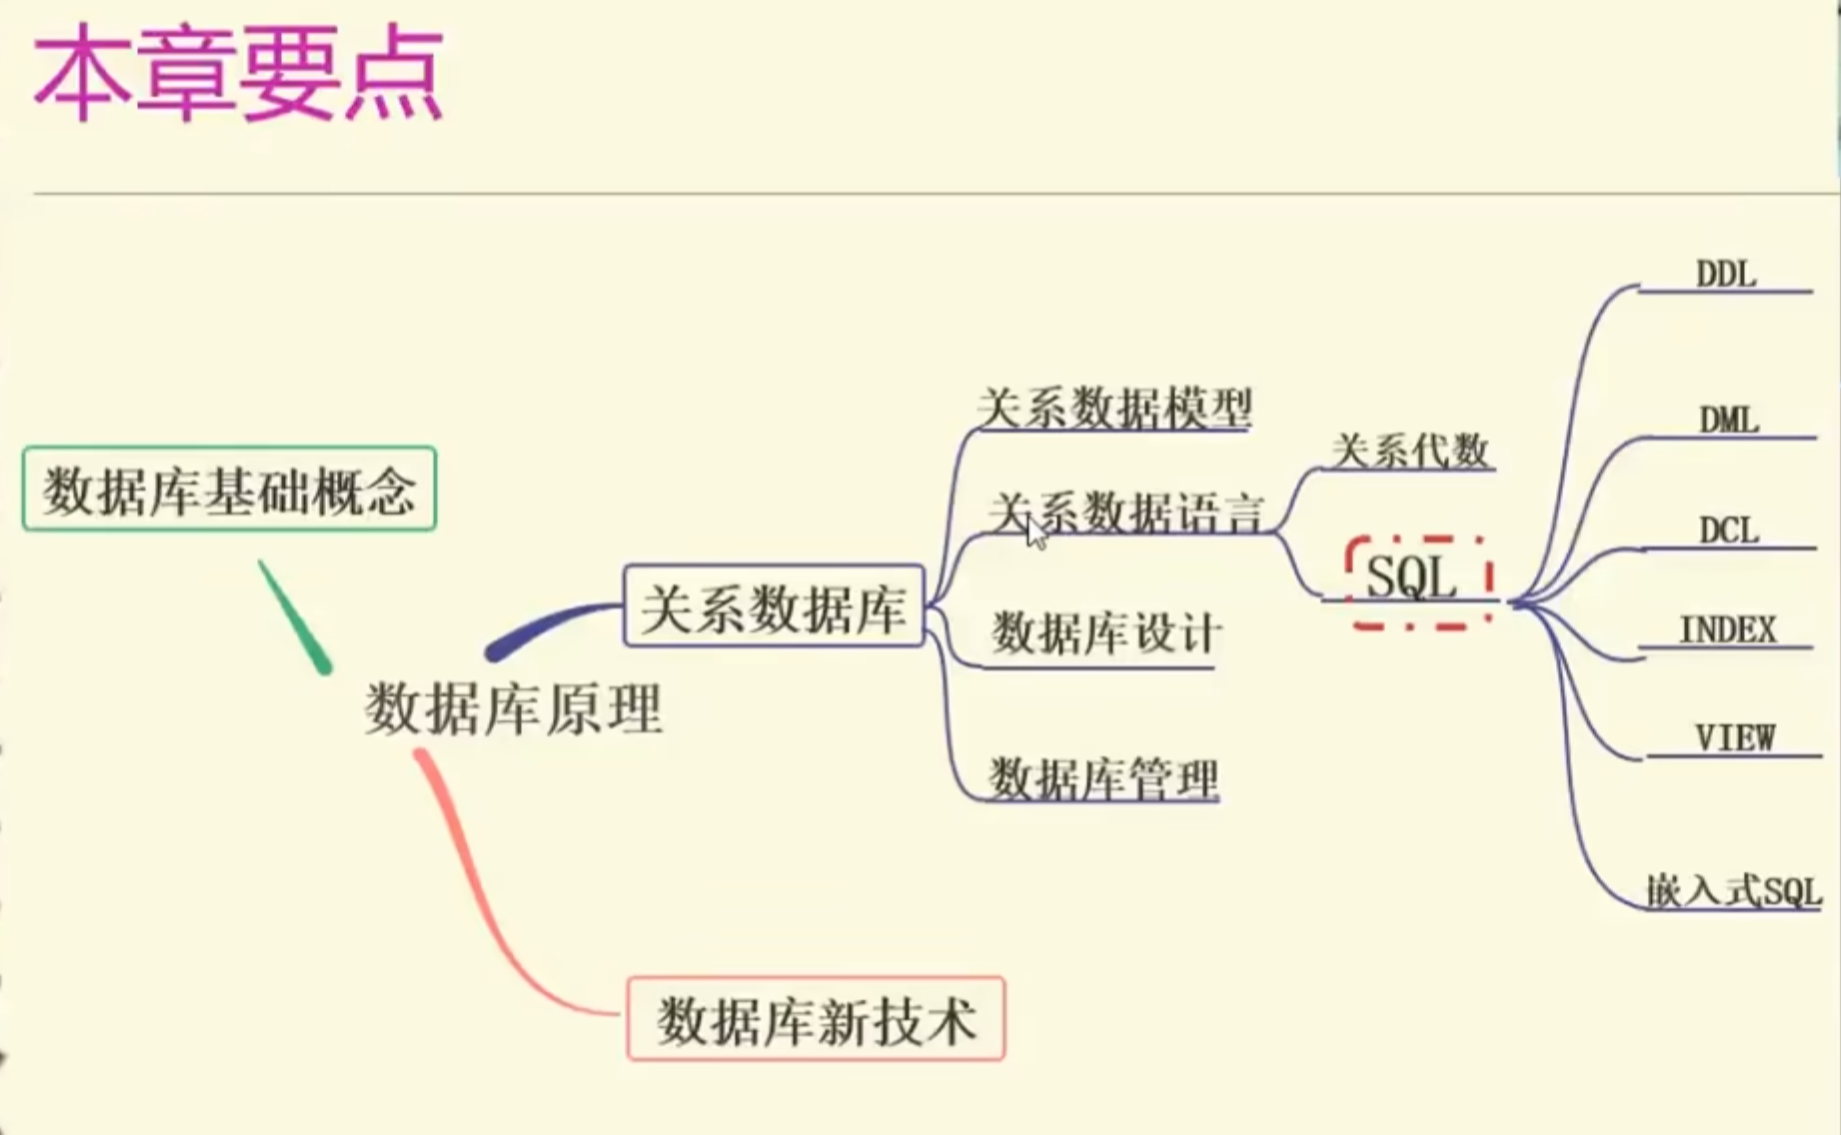 本章要点
数据库基础概念
数据库原理
关系数据库
关系数据模型
关系数据语言
关系代数
SQL
DDL
DML
DCL
INDEX
VIEW
嵌入式SQL
数据库设计
数据库管理
数据库新技术